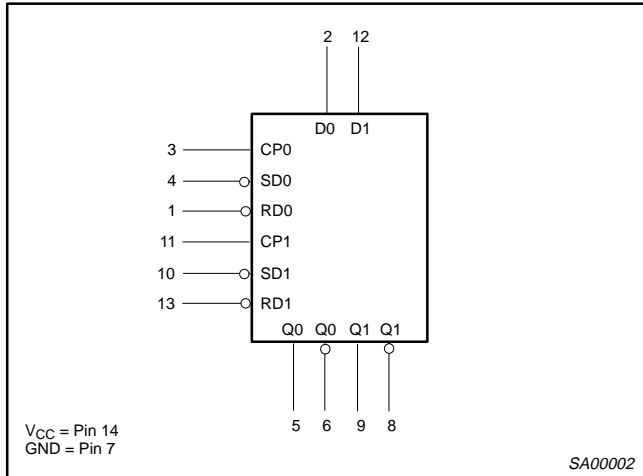 2 12
D0 D1
3 CP0
4 SD0
1 RD0
11 CP1
10 SD1
13 RD1
Q0 Q0 Q1 Q1
5 6 9 8
VCC = Pin 14
GND = Pin 7
SA00002